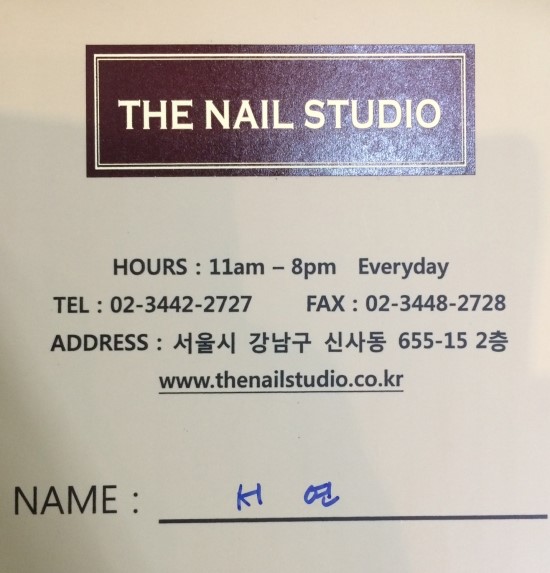 THE NAIL STUDIO
HOURS : 11am – 8pm Everyday
TEL : 02-3442-2727 FAX : 02-3448-2728
ADDRESS : 서울시 강남구 신사동 655-15 2층
www.thenailstudio.co.kr
NAME : 서 연